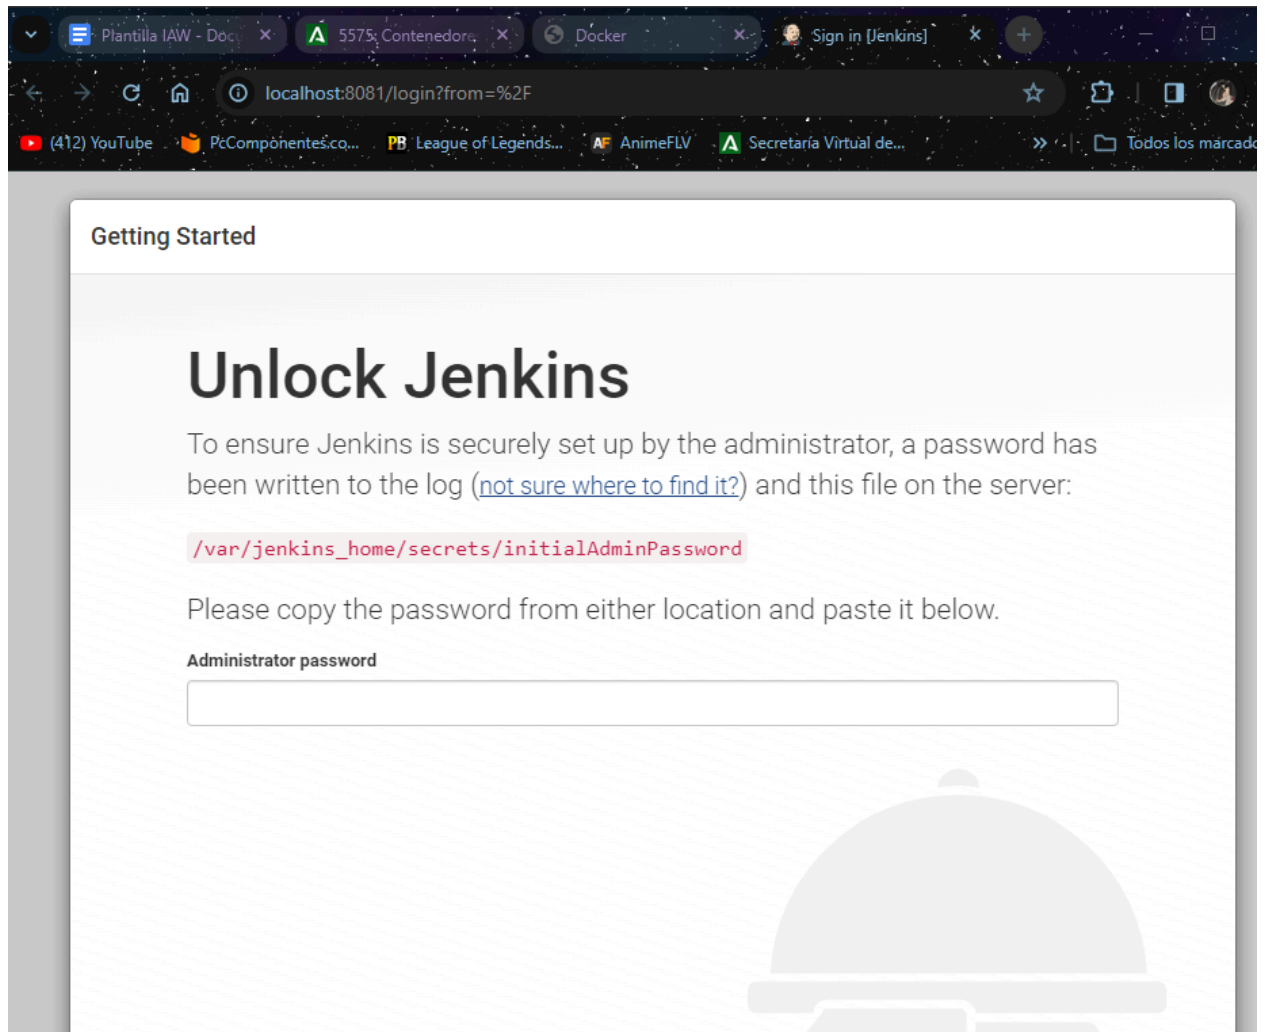 Plantilla IAW - Docu
5575: Contenedore
Docker
Sign in [Jenkins]
localhost:8081/login?from=%2F
(412) YouTube
PcComponentes.co...
PB League of Legends...
AF AnimeFLV
Secretaría Virtual de...
Todos los marcado
Getting Started
Unlock Jenkins
To ensure Jenkins is securely set up by the administrator, a password has
been written to the log (not sure where to find it?) and this file on the server:
/var/jenkins_home/secrets/initialAdminPassword
Please copy the password from either location and paste it below.
Administrator password